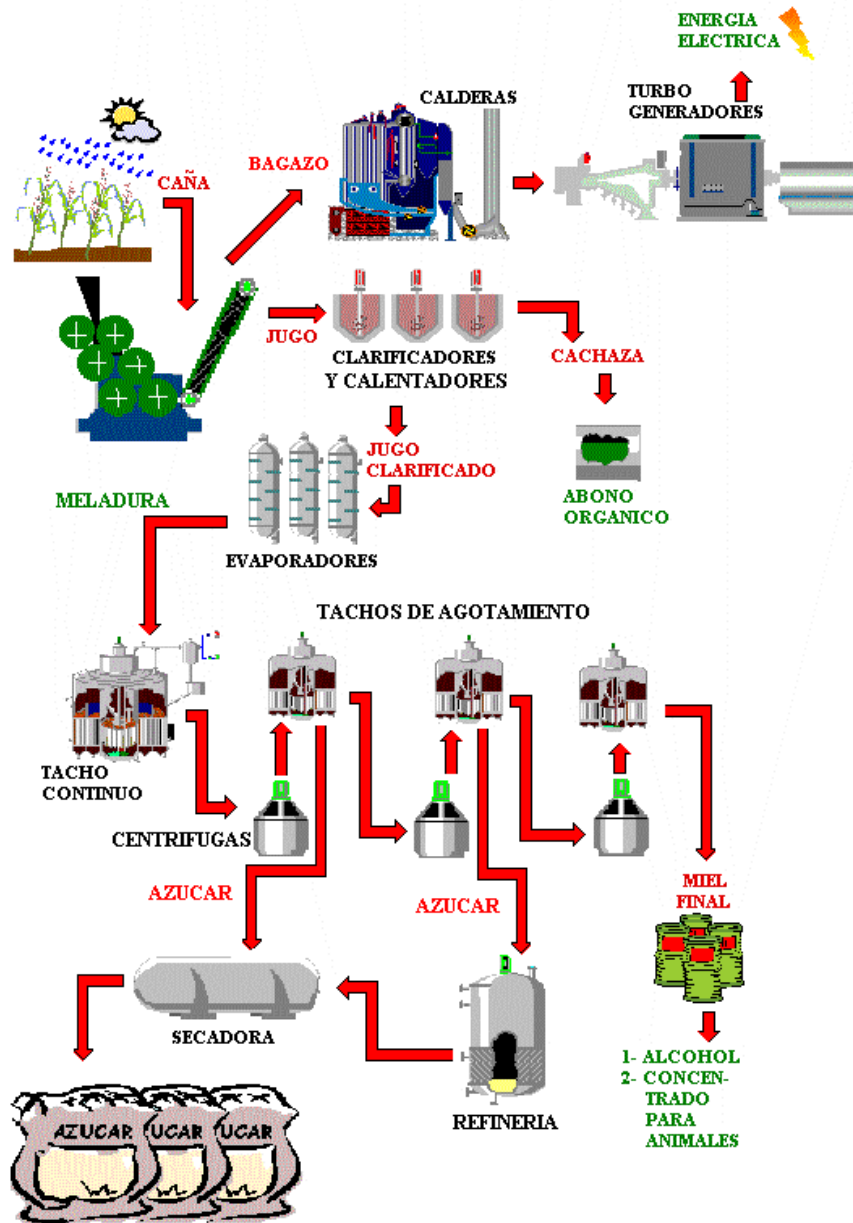 ENERGIA
ELECTRICA
TURBO
GENERADORES
CALDERAS
BAGAZO
CAÑA
JUGO
CLARIFICADORES
Y CALENTADORES
CACHAZA
JUGO
CLARIFICADO
ABONO
ORGANICO
MELADURA
EVAPORADORES
TACHOS DE AGOTAMIENTO
TACHO
CONTINUO
CENTRIFUGAS
AZUCAR
AZUCAR
MIEL
FINAL
SECADORA
REFINERIA
1- ALCOHOL
2- CONCEN-
TRADO
PARA
ANIMALES
AZUCAR UCAR UCAR